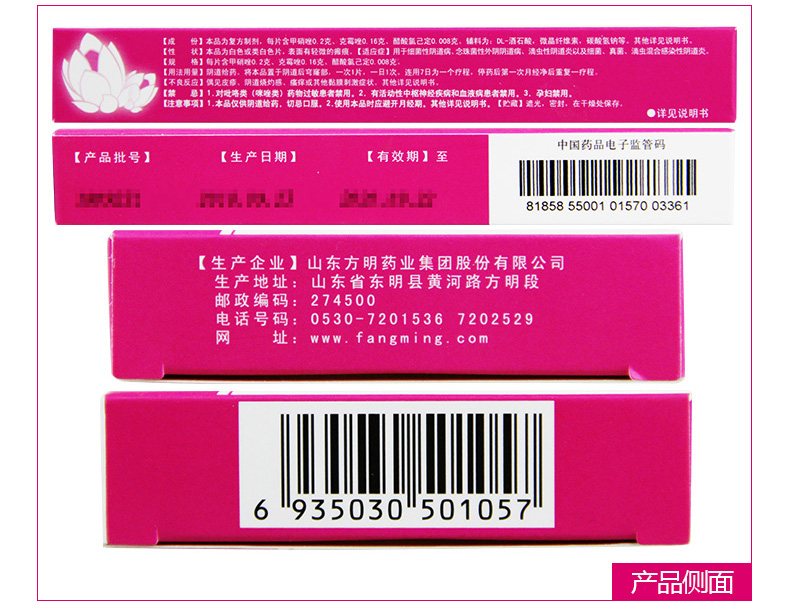 【成    份】本品为复方制剂，每片含甲硝唑0.2克、克霉唑0.16克、醋酸氯己定0.008克。辅料为：DL-酒石酸，微晶纤维素，碳酸氢钠等，其他详见说明书。
【性    状】本品为白色或类白色片，表面有轻微的瘢痕。【适应症】用于细菌性阴道病、念珠菌性外阴阴道病、滴虫性阴道炎以及细菌、真菌、滴虫混合感染性阴道炎。
【规    格】每片含甲硝唑0.2克、克霉唑0.16克、醋酸氯己定0.008克。
【用法用量】阴道给药，将本品置于阴道后穹窿部，一次1片，一日1次，连用7日为一个疗程，停药后第一次月经净后重复一疗程。
【不良反应】偶见皮疹、阴道烧灼感、瘙痒或其他黏膜刺激症状，其他详见说明书。
【禁    忌】1.对吡咯类（咪唑类）药物过敏患者禁用。2.有活动性中枢神经疾病和血液病患者禁用。3.孕妇禁用。
【注意事项】1.本品仅供阴道给药，切忌口服。2.使用本品时应避开月经期。其他详见说明书。【贮藏】遮光，密封，在干燥处保存。
●详见说明书
【产品批号】 【生产日期】 【有效期】至
中国药品电子监管码
81858 55001 01570 03361
【生产企业】山东方明药业集团股份有限公司
生产地址：山东省东明县黄河路方明段
邮政编码：274500
电话号码：0530-7201536 7202529
网    址：www.fangming.com
6 935030 501057
产品侧面